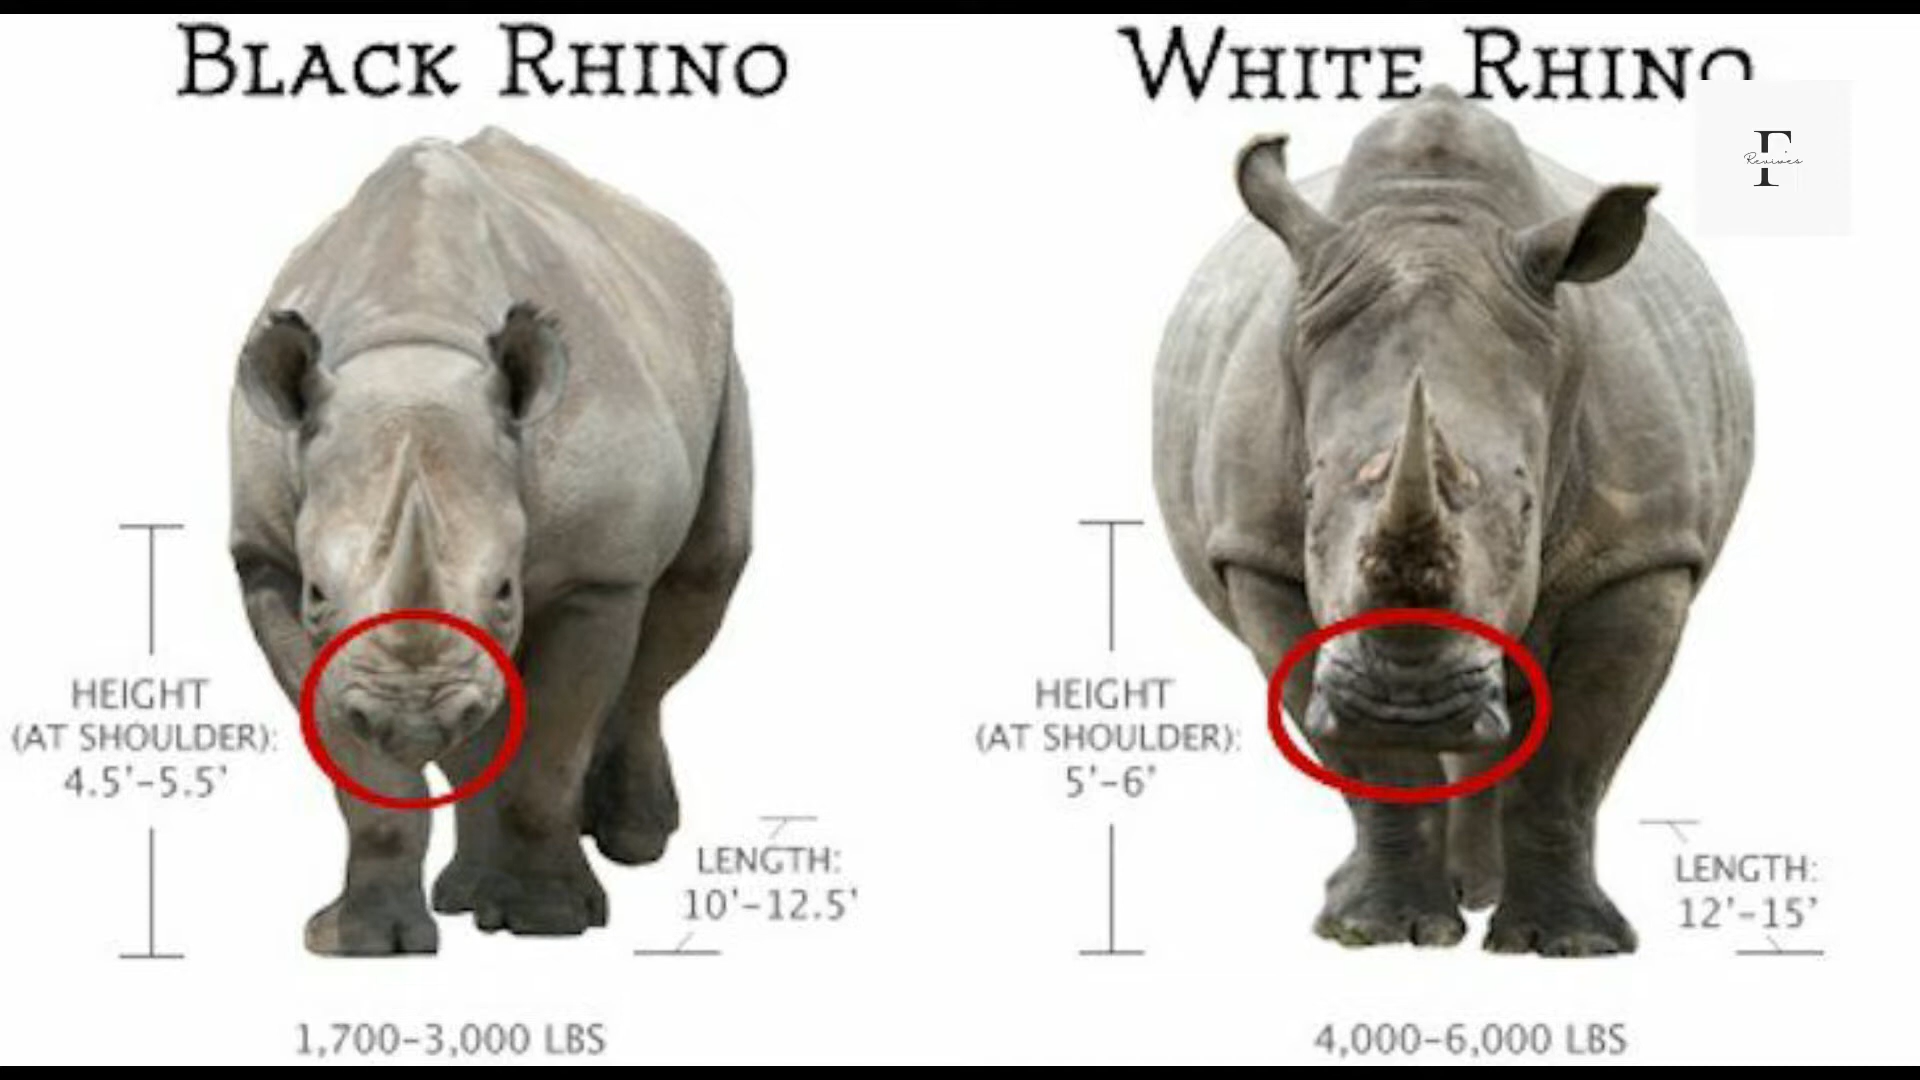 BLACK RHINO
WHITE RHINO
F
Revives
HEIGHT
(AT SHOULDER):
4.5'-5.5'
LENGTH:
10'-12.5'
1,700-3,000 LBS
HEIGHT
(AT SHOULDER):
5'-6'
LENGTH:
12'-15'
4,000-6,000 LBS